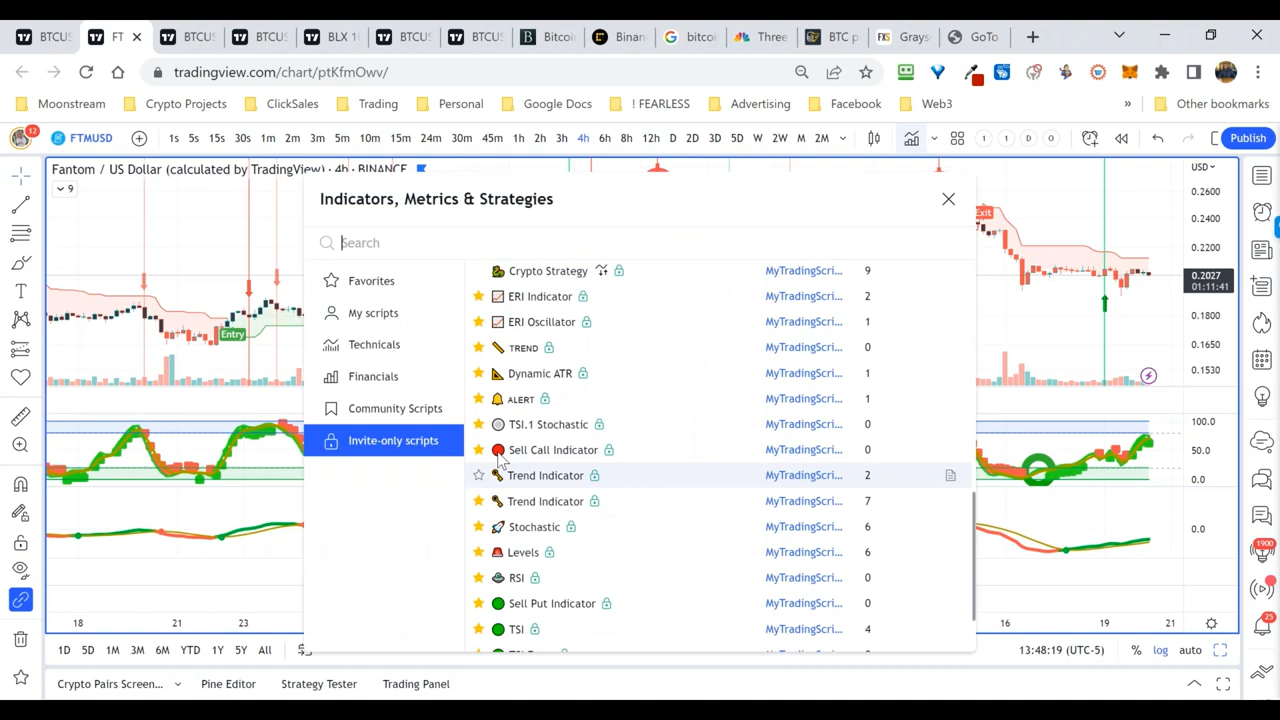 BTCUS
FT
BTCUS
BTCUS
BLX 1
BTCUS
BTCUS
Bitcoi
Binan
bitco
Three
BTC p
Grays
GoTo
tradingview.com/chart/ptKfmOwv/
Moonstream
Crypto Projects
ClickSales
Trading
Personal
Google Docs
! FEARLESS
Advertising
Facebook
Web3
»
Other bookmarks
12
FTMUSD
1s 5s 15s 30s 1m 2m 3m 5m 10m 15m 24m 30m 45m 1h 2h 3h 4h 6h 8h 12h D 2D 3D 5D W 2W M 2M
1 1 D O
Publish
Fantom / US Dollar (calculated by TradingView) · 4h · BINANCE
USD
9
Indicators, Metrics & Strategies
Search
Favorites
My scripts
Technicals
Financials
Community Scripts
Invite-only scripts
Crypto Strategy MyTradingScri... 9
ERI Indicator MyTradingScri... 2
ERI Oscillator MyTradingScri... 1
TREND MyTradingScri... 0
Dynamic ATR MyTradingScri... 1
ALERT MyTradingScri... 1
TSI.1 Stochastic MyTradingScri... 0
Sell Call Indicator MyTradingScri... 0
Trend Indicator MyTradingScri... 2
Trend Indicator MyTradingScri... 7
Stochastic MyTradingScri... 6
Levels MyTradingScri... 6
RSI MyTradingScri... 0
Sell Put Indicator MyTradingScri... 0
TSI MyTradingScri... 4
Entry
Exit
0.2600
0.2400
0.2200
0.2027
01:11:41
0.1800
0.1650
0.1530
100.0
50.0
0.0
0.0
1900
25
18 21 23 16 19 21
1D 5D 1M 3M 6M YTD 1Y 5Y All
13:48:19 (UTC-5)
% log auto
Crypto Pairs Screen...
Pine Editor
Strategy Tester
Trading Panel